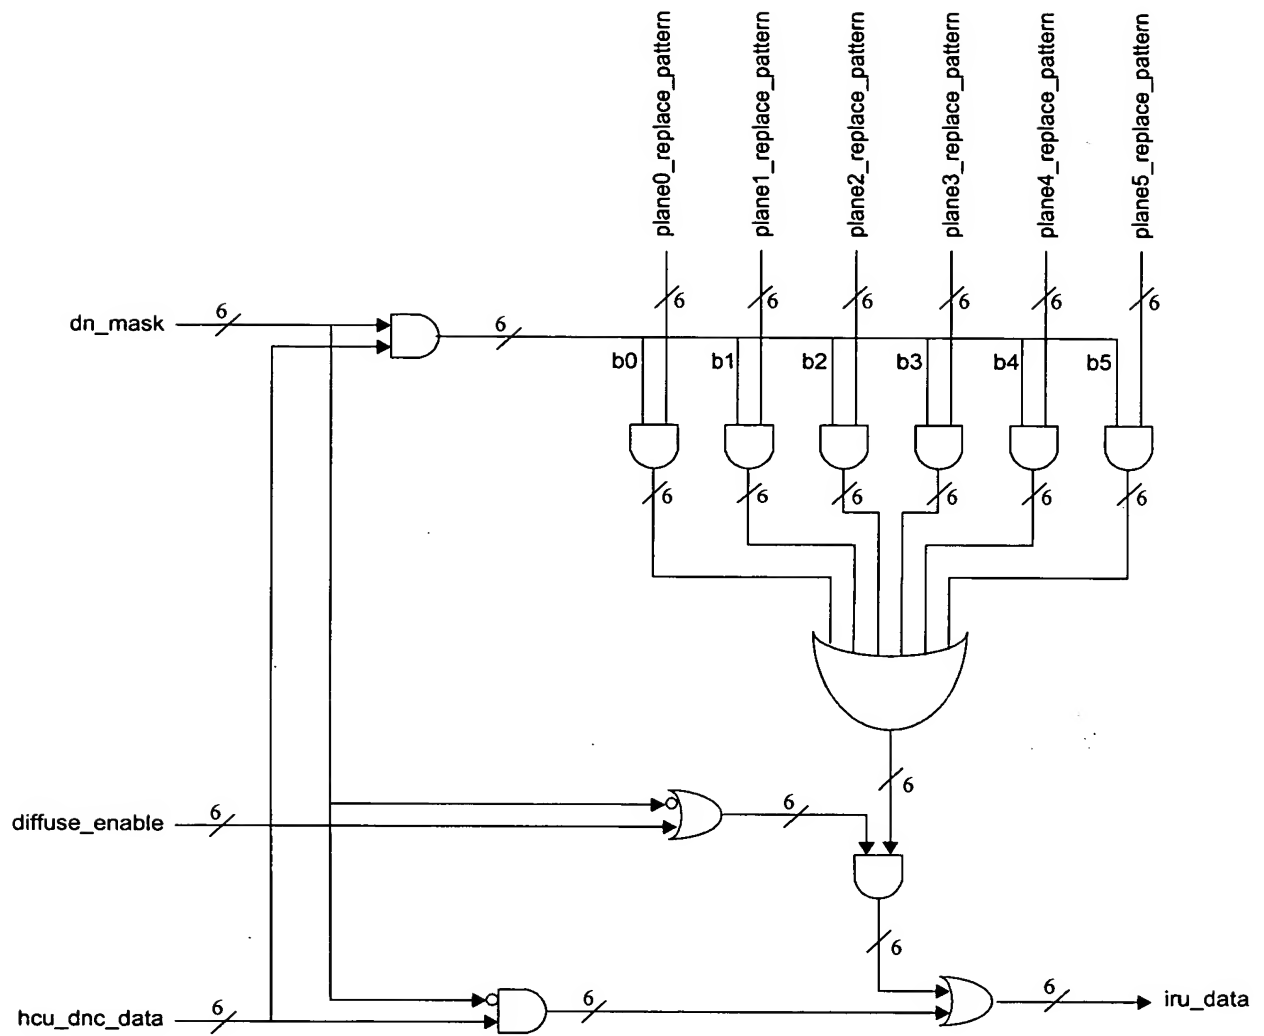 plane0_replace_pattern
plane1_replace_pattern
plane2_replace_pattern
plane3_replace_pattern
plane4_replace_pattern
plane5_replace_pattern
6 6 6 6 6 6
dn_mask 6 6
b0 b1 b2 b3 b4 b5
6 6 6 6 6 6
6
diffuse_enable 6 6
6
hcu_dnc_data 6 6 6 iru_data